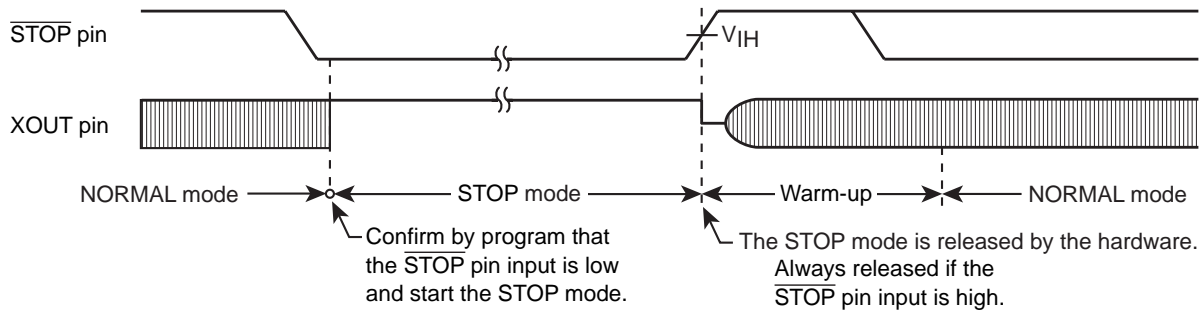 STOP pin
VIH
XOUT pin
NORMAL mode
STOP mode
Warm-up
NORMAL mode
Confirm by program that
the STOP pin input is low
and start the STOP mode.
The STOP mode is released by the hardware.
Always released if the
STOP pin input is high.